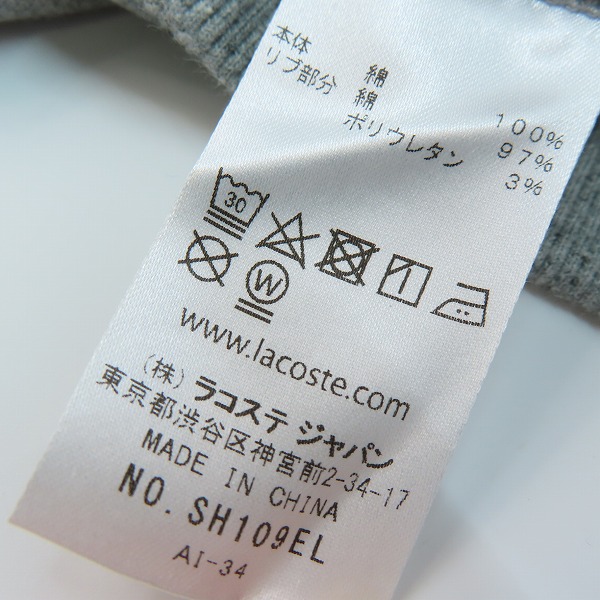 本体 綿 100%
リブ部分 綿 97%
ポリウレタン 3%
30
W
www.lacoste.com
(株) ラコステ ジャパン
東京都渋谷区神宮前2-34-17
MADE IN CHINA
NO. SH109EL
AI-34